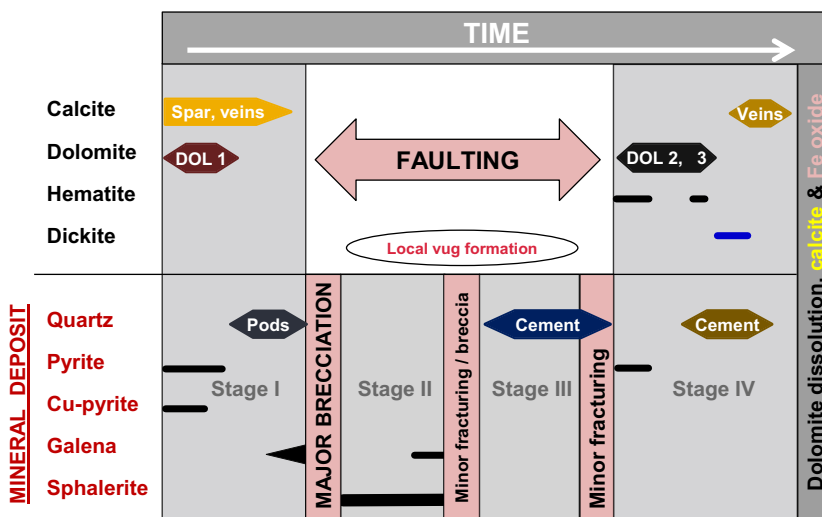 TIME
Calcite
Spar, veins
Veins
Dolomite
DOL 1
FAULTING
DOL 2, 3
Hematite
Dickite
Local vug formation
MINERAL DEPOSIT
Quartz
Pods
Cement
Cement
Pyrite
Stage I
Stage II
Stage III
Stage IV
Cu-pyrite
Galena
Sphalerite
MAJOR BRECCIATION
Minor fracturing / breccia
Minor fracturing
Dolomite dissolution, calcite & Fe oxide